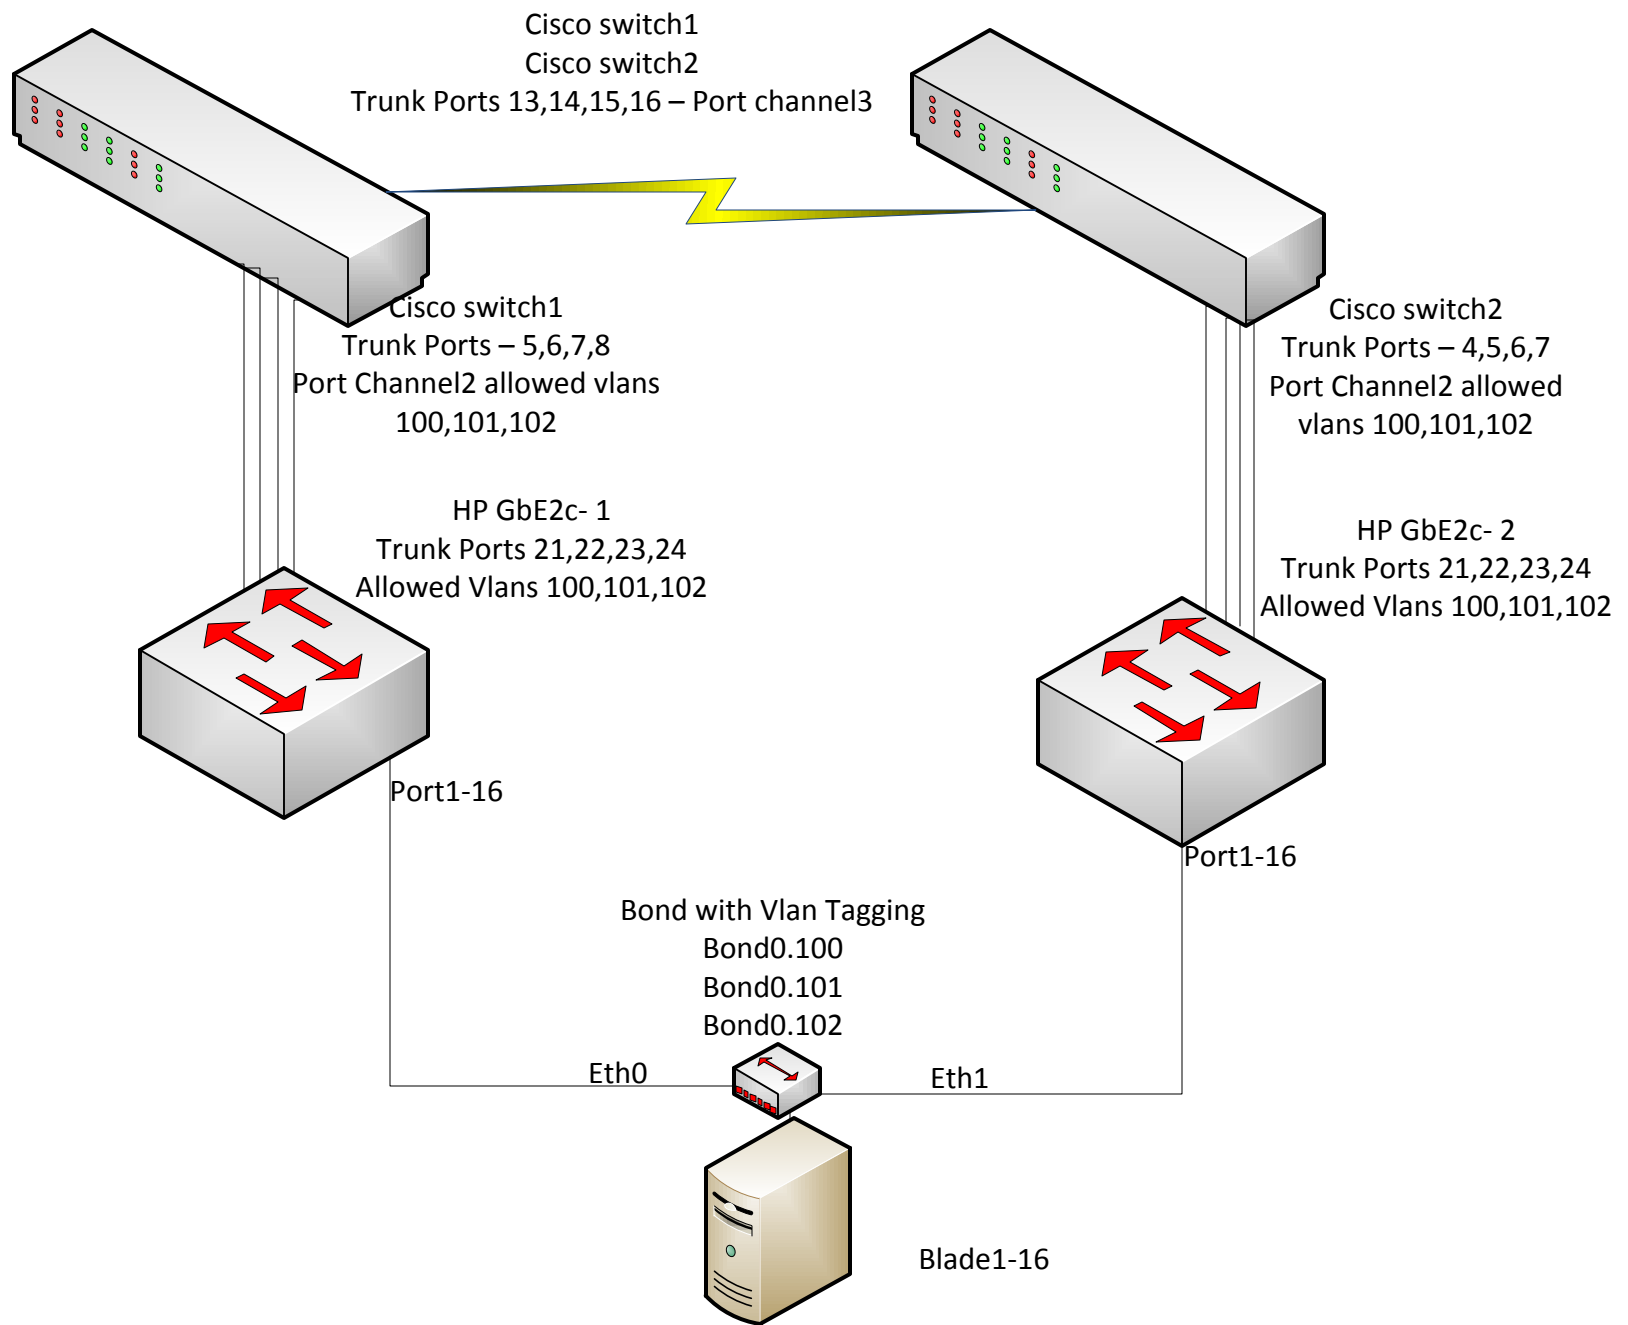 Cisco switch1
Cisco switch2
Trunk Ports 13,14,15,16 – Port channel3
Cisco switch1
Trunk Ports – 5,6,7,8
Port Channel2 allowed vlans
100,101,102
Cisco switch2
Trunk Ports – 4,5,6,7
Port Channel2 allowed
vlans 100,101,102
HP GbE2c- 1
Trunk Ports 21,22,23,24
Allowed Vlans 100,101,102
HP GbE2c- 2
Trunk Ports 21,22,23,24
Allowed Vlans 100,101,102
Port1-16
Port1-16
Bond with Vlan Tagging
Bond0.100
Bond0.101
Bond0.102
Eth0
Eth1
Blade1-16